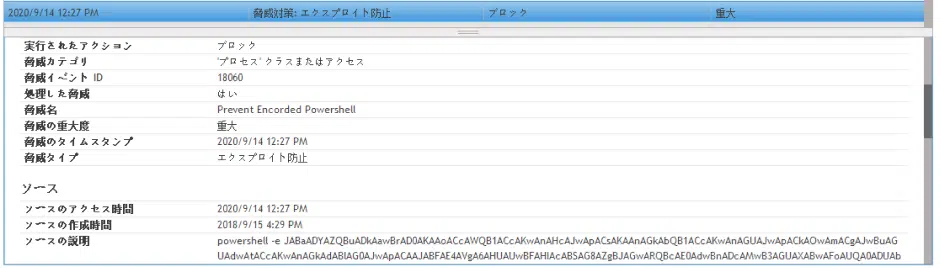 2020/9/14 12:27 PM 脅威対策: エクスプロイト防止 ブロック 重大
実行されたアクション ブロック
脅威カテゴリ 'プロセス' クラスまたはアクセス
脅威イベント ID 18060
処理した脅威 はい
脅威名 Prevent Encorded Powershell
脅威の重大度 重大
脅威のタイムスタンプ 2020/9/14 12:27 PM
脅威タイプ エクスプロイト防止
ソース
ソースのアクセス時間 2020/9/14 12:27 PM
ソースの作成時間 2018/9/15 4:29 PM
ソースの説明 powershell -e